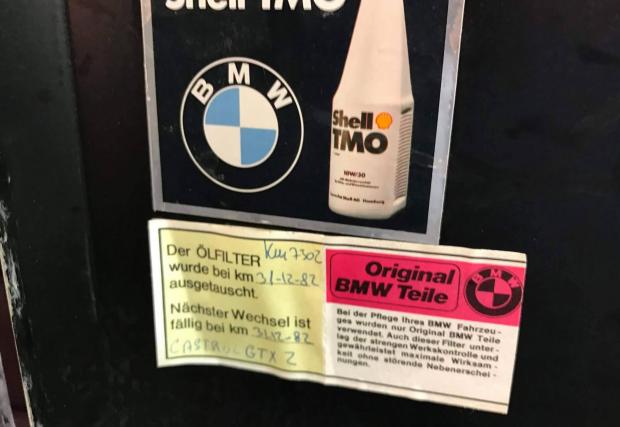 Shell TMO
BMW
Shell
TMO
10W/30
Der ÖLFILTER Km 7302
wurde bei km 31-12-82
ausgetauscht.
Nächster Wechsel ist
fällig bei km 31-12-82
CASTROL GTX 2
Original
BMW Teile
BMW
Bei der Pflege Ihres BMW Fahrzeu-
ges wurden nur Original BMW Teile
verwendet. Auch dieser Filter unter-
lag der strengen Werkskontrolle und
gewährleistet maximale Wirksam-
keit ohne störende Nebenerschei-
nungen.